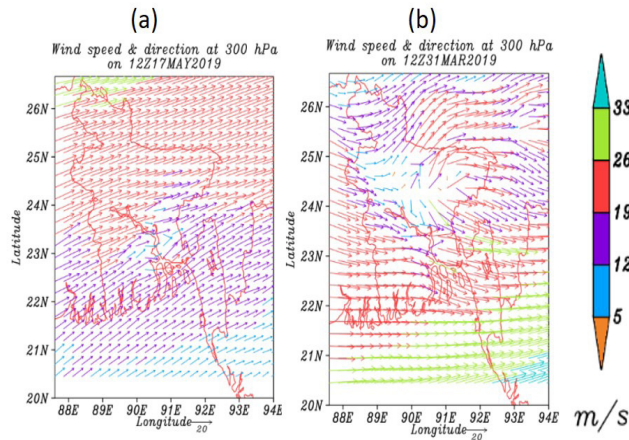 (a)
Wind speed & direction at 300 hPa
on 12Z17MAY2019
26N
25N
24N
23N
22N
21N
20N
Latitude
88E 89E 90E 91E 92E 93E 94E
Longitude
20
(b)
Wind speed & direction at 300 hPa
on 12Z31MAR2019
26N
25N
24N
23N
22N
21N
20N
Latitude
88E 89E 90E 91E 92E 93E 94E
Longitude
20
33
26
19
12
5
m/s